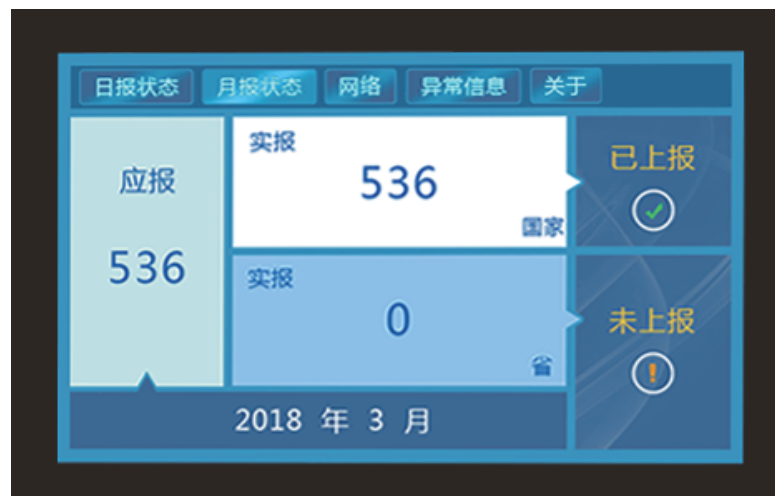 日报状态 月报状态 网络 异常信息 关于
应报
536
实报
536
国家
已上报
实报
0
省
未上报
2018 年 3 月